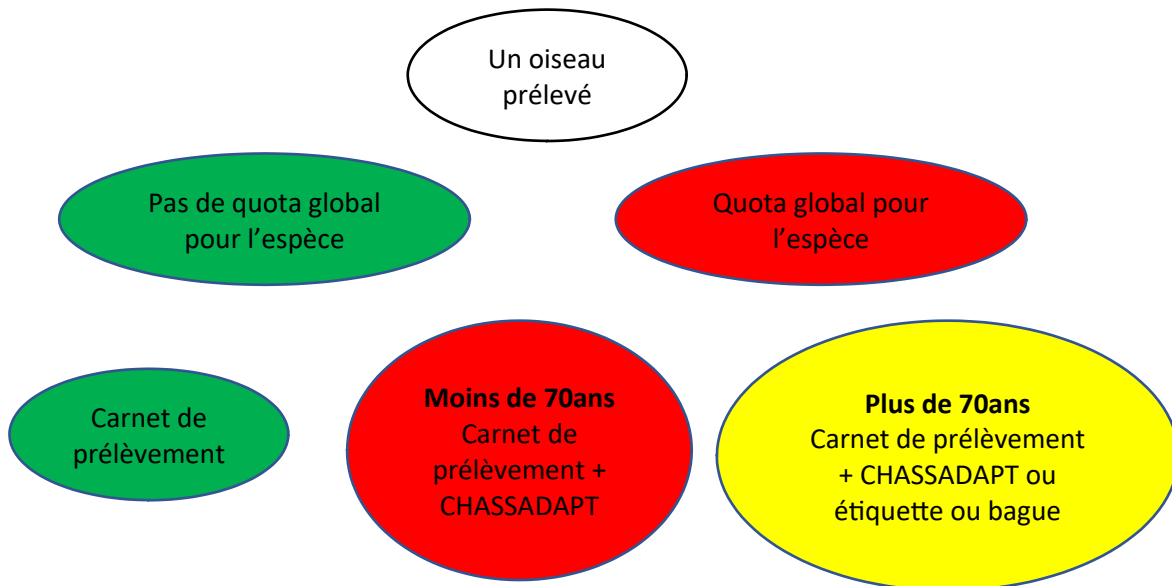 Un oiseau
prélevé
Pas de quota global
pour l’espèce
Quota global pour
l’espèce
Carnet de
prélèvement
Moins de 70ans
Carnet de
prélèvement +
CHASSADAPT
Plus de 70ans
Carnet de prélèvement
+ CHASSADAPT ou
étiquette ou bague